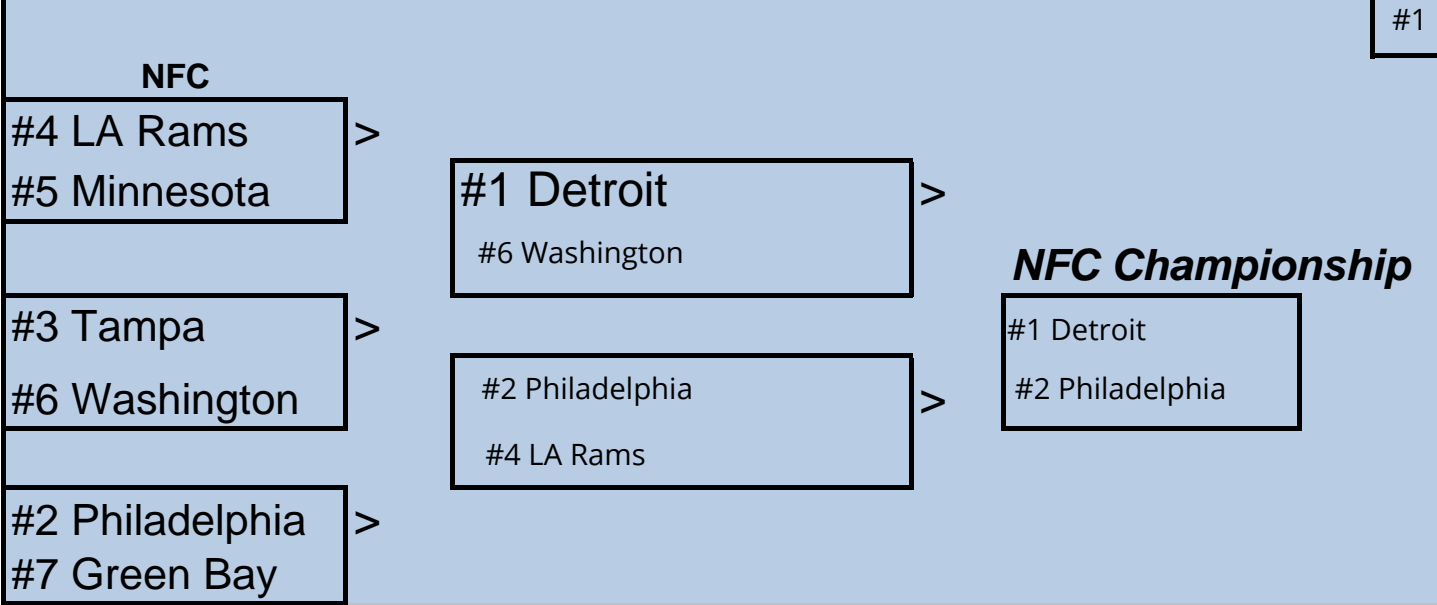 #1
NFC
#4 LA Rams >
#5 Minnesota
#3 Tampa >
#6 Washington
#2 Philadelphia >
#7 Green Bay
#1 Detroit >
#6 Washington
#2 Philadelphia >
#4 LA Rams
NFC Championship
#1 Detroit
#2 Philadelphia